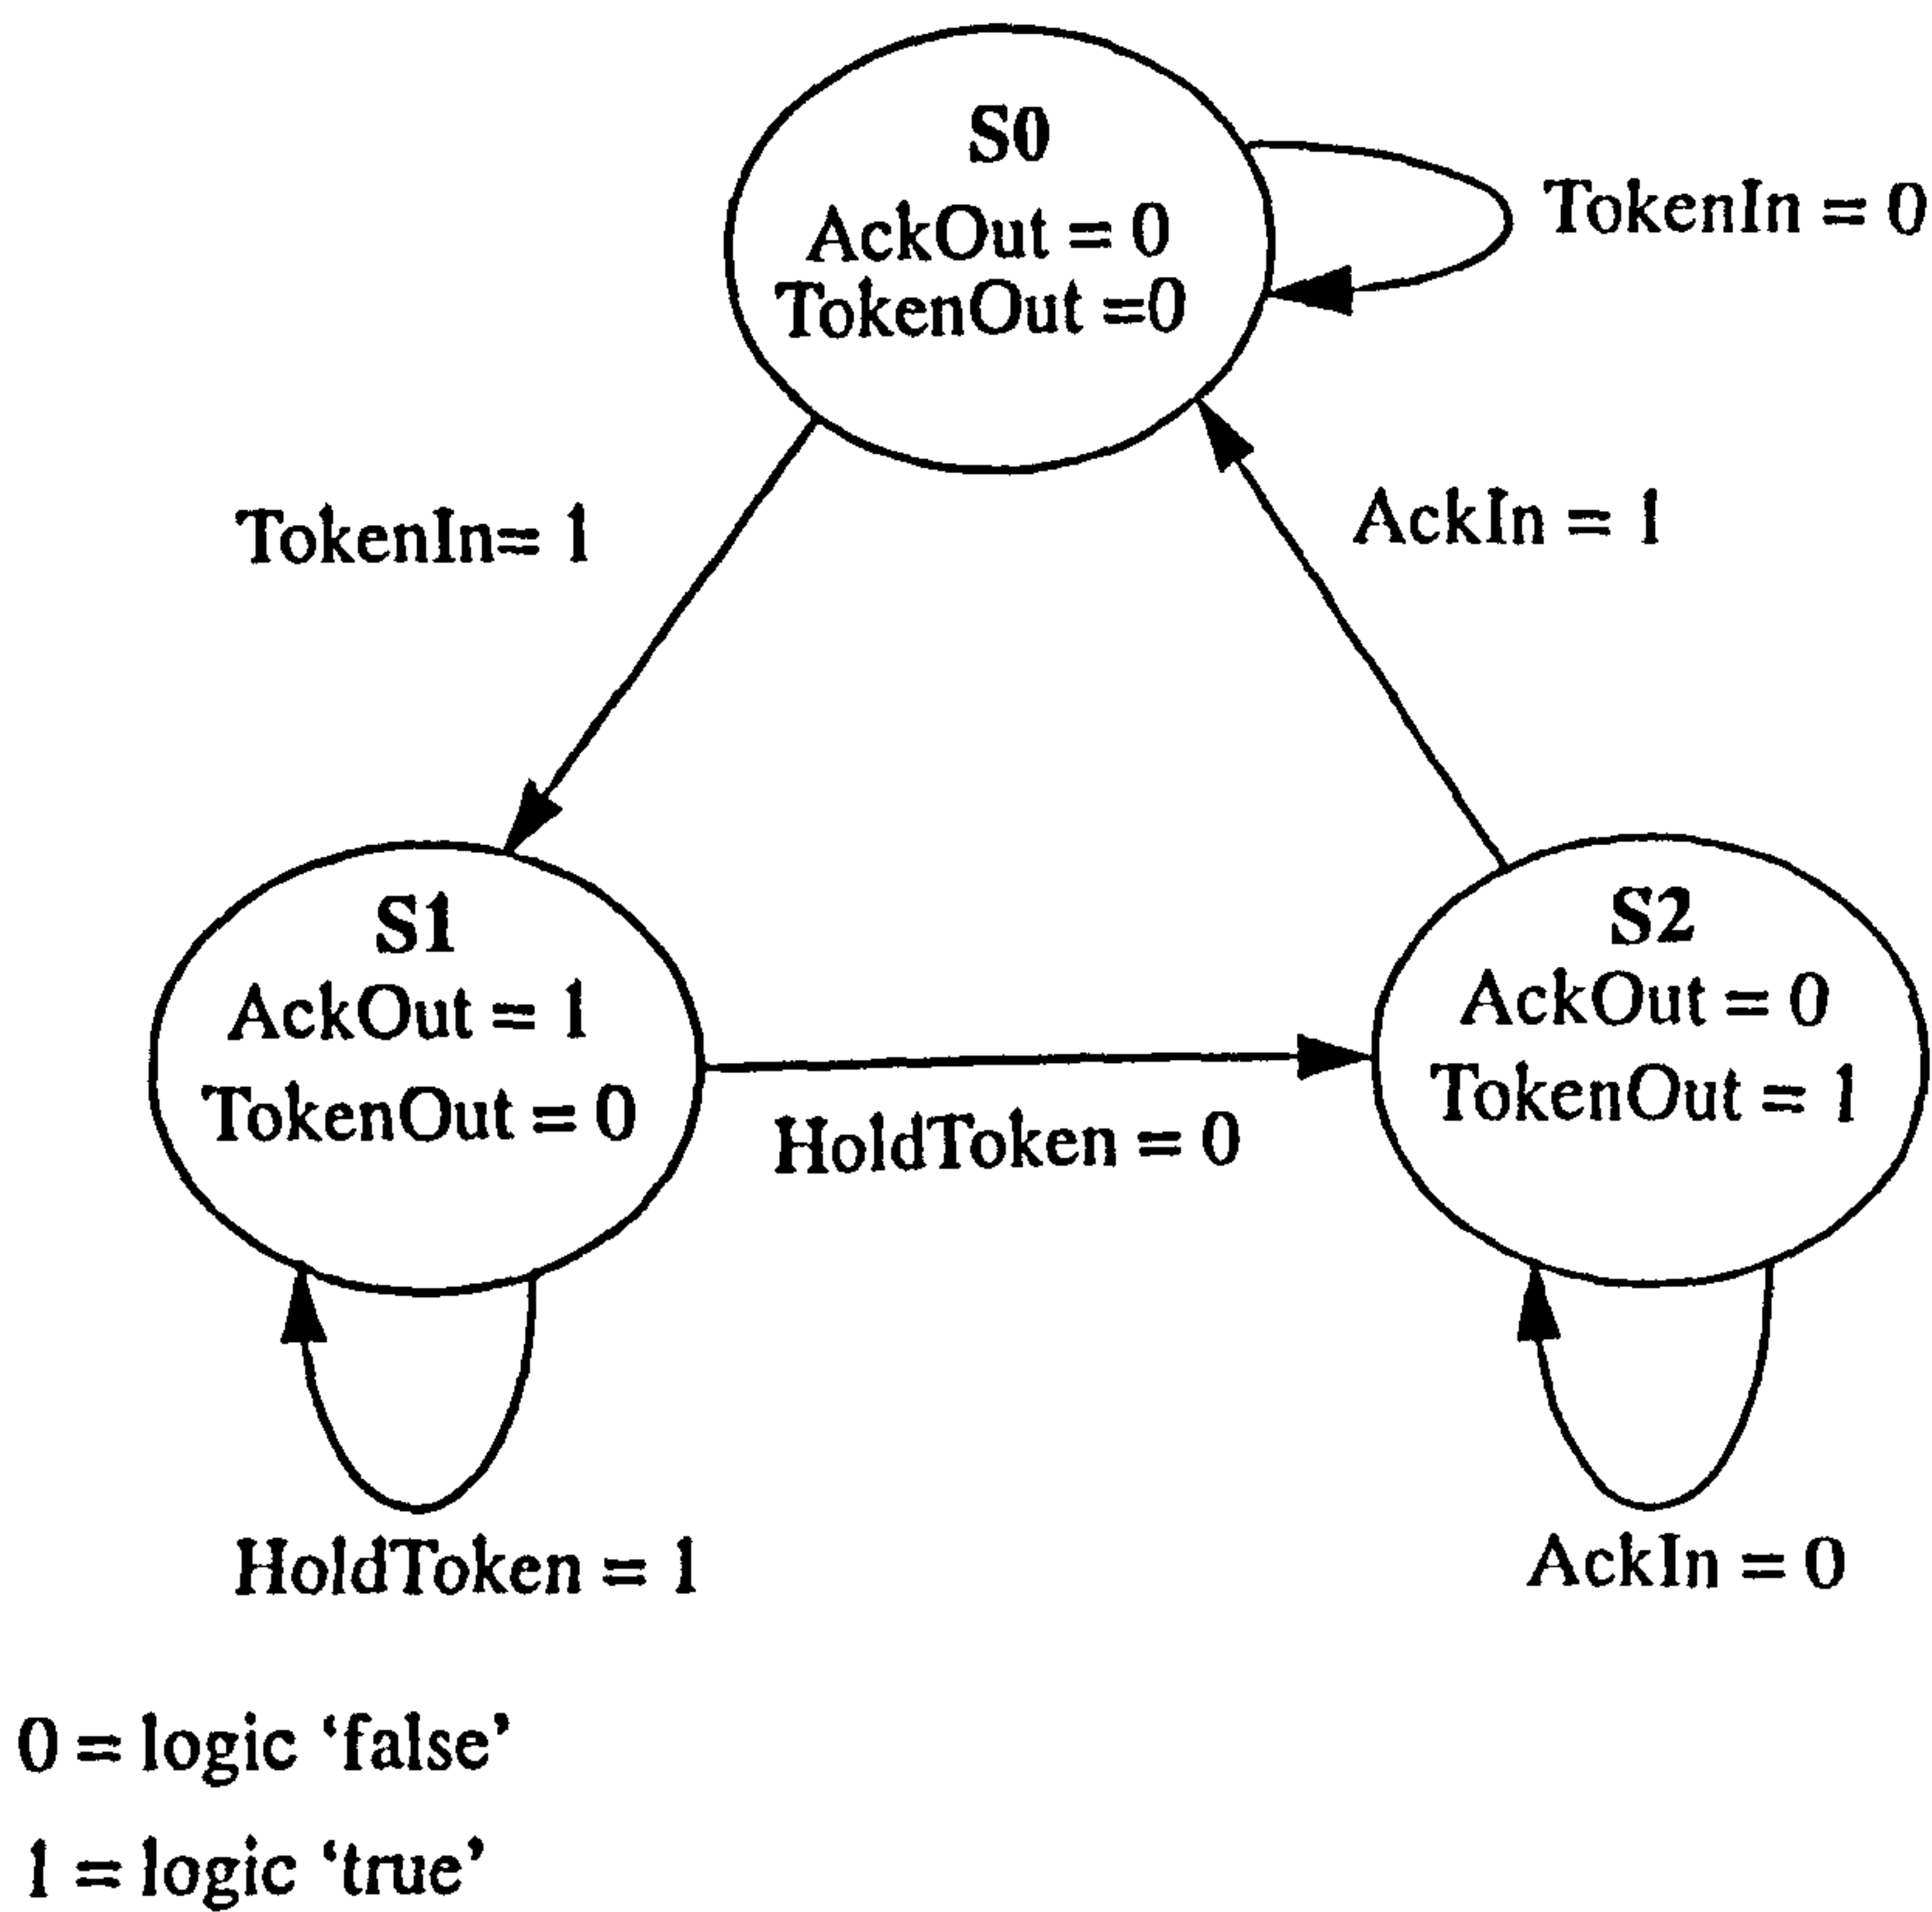 S0
AckOut = 0
TokenOut =0
TokenIn = 0
TokenIn= 1
AckIn = 1
S1
AckOut = 1
TokenOut = 0
HoldToken = 0
S2
AckOut = 0
TokenOut = 1
HoldToken = 1
AckIn = 0
0 = logic ‘false’
1 = logic ‘true’